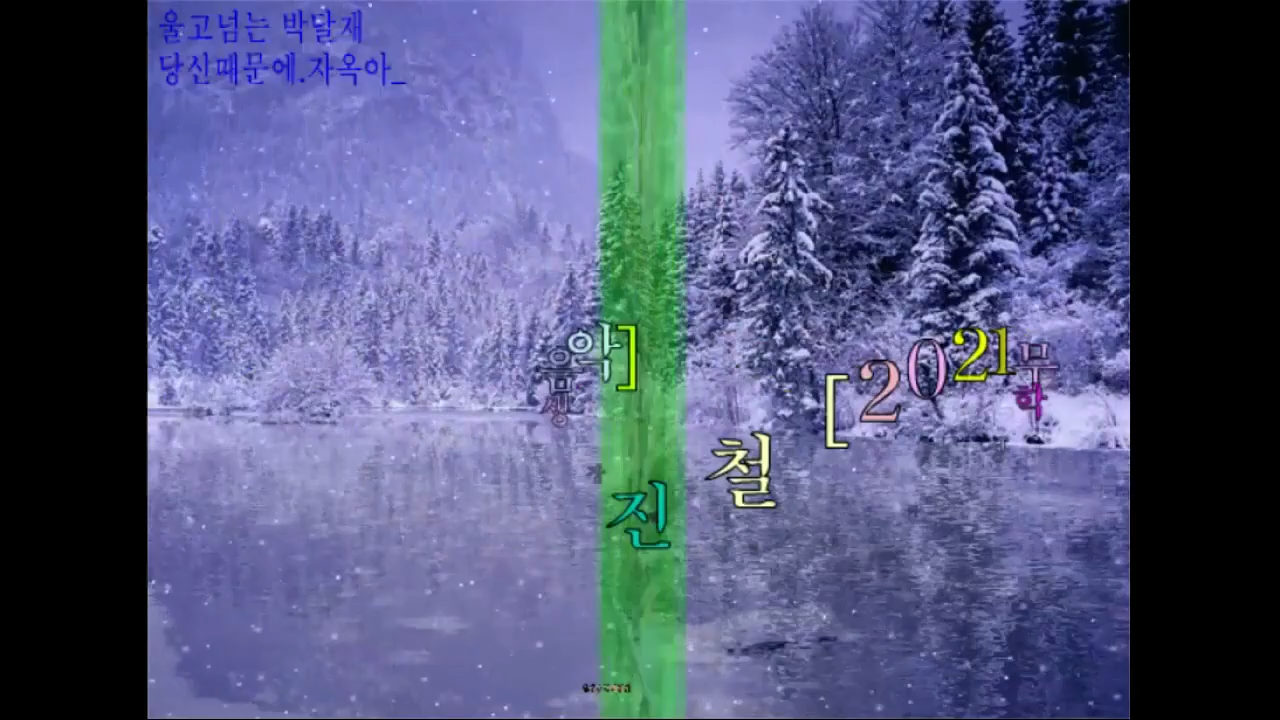 울고넘는 박달재
당신때문에.자옥아_
[2021무학
철
진
생음악]